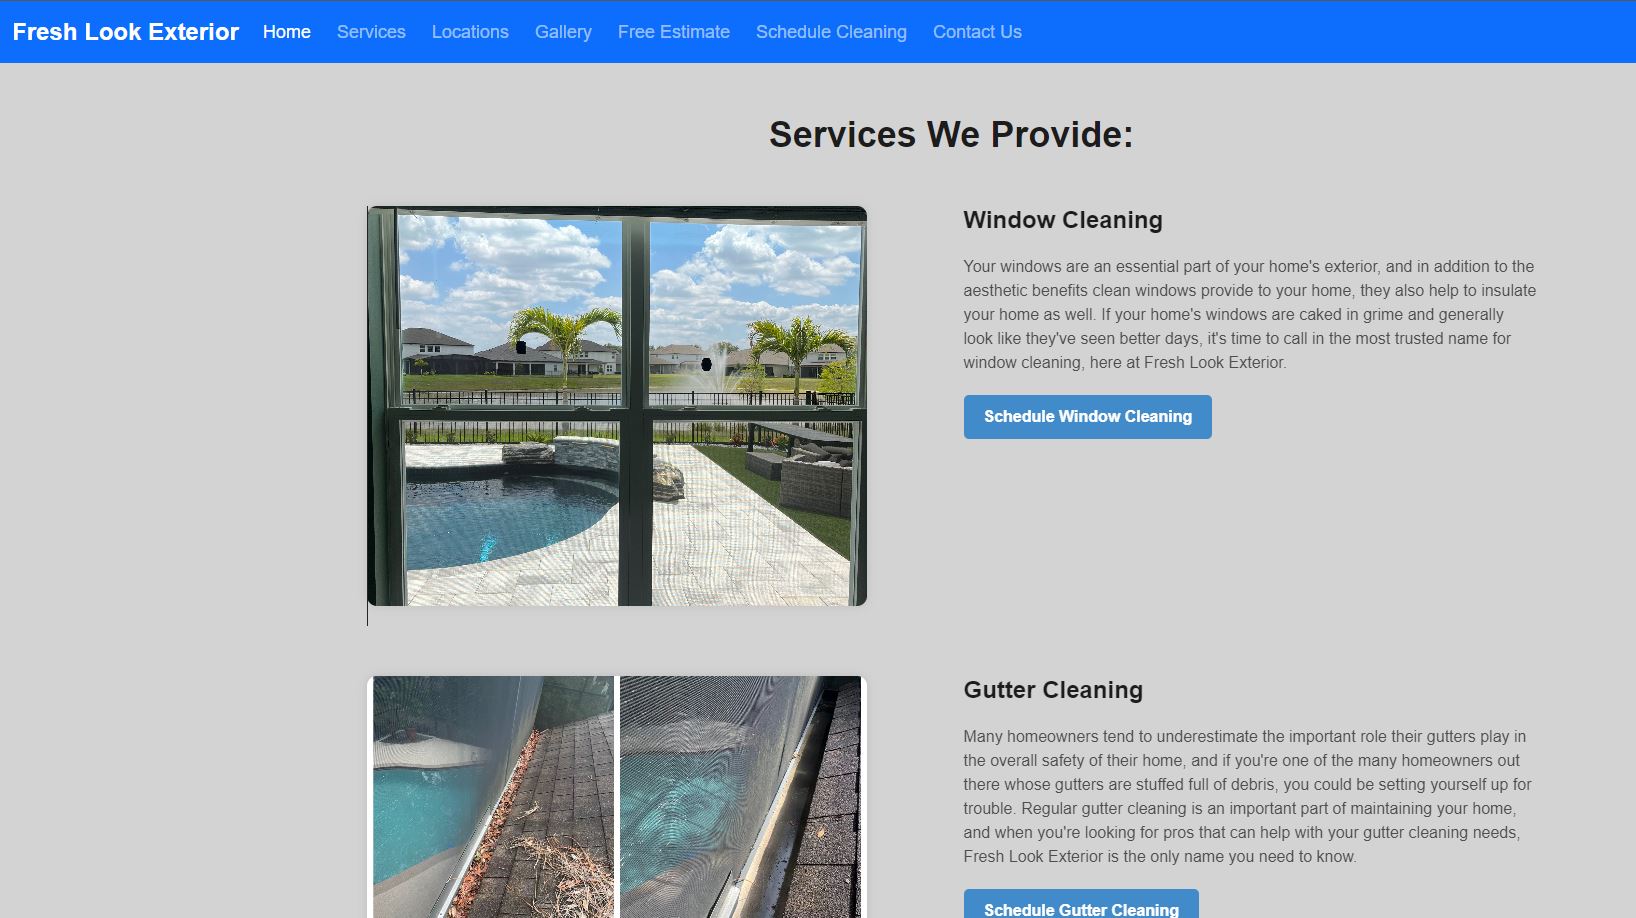 Fresh Look Exterior Home Services Locations Gallery Free Estimate Schedule Cleaning Contact Us
Services We Provide:
Window Cleaning
Your windows are an essential part of your home's exterior, and in addition to the
aesthetic benefits clean windows provide to your home, they also help to insulate
your home as well. If your home's windows are caked in grime and generally
look like they've seen better days, it's time to call in the most trusted name for
window cleaning, here at Fresh Look Exterior.
Schedule Window Cleaning
Gutter Cleaning
Many homeowners tend to underestimate the important role their gutters play in
the overall safety of their home, and if you're one of the many homeowners out
there whose gutters are stuffed full of debris, you could be setting yourself up for
trouble. Regular gutter cleaning is an important part of maintaining your home,
and when you're looking for pros that can help with your gutter cleaning needs,
Fresh Look Exterior is the only name you need to know.
Schedule Gutter Cleaning